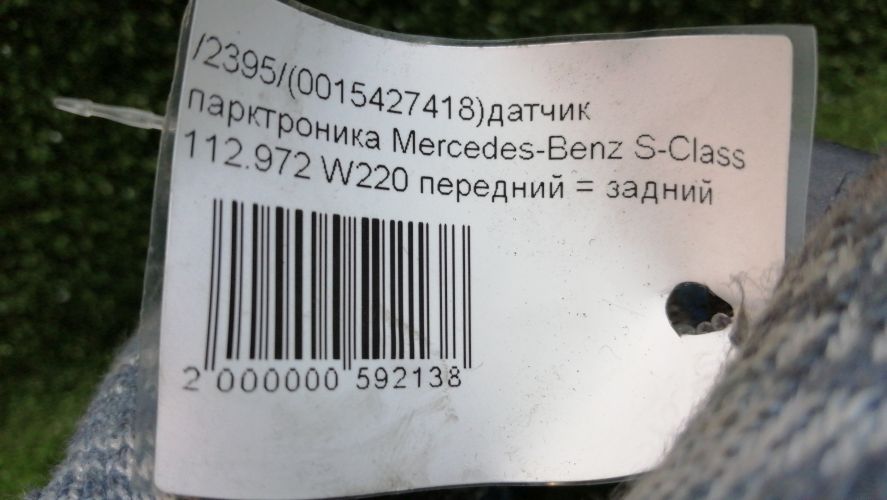 /2395/(0015427418)датчик
парктроника Mercedes-Benz S-Class
112.972 W220 передний = задний
2 000000 592138